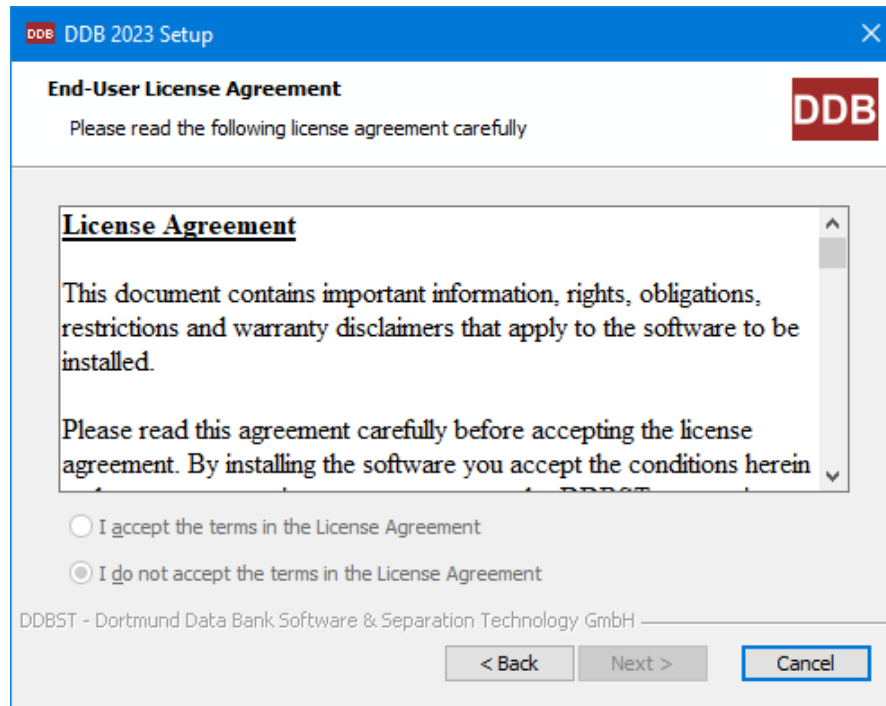 DDB DDB 2023 Setup
End-User License Agreement
Please read the following license agreement carefully
DDB
License Agreement
This document contains important information, rights, obligations,
restrictions and warranty disclaimers that apply to the software to be
installed.
Please read this agreement carefully before accepting the license
agreement. By installing the software you accept the conditions herein
I accept the terms in the License Agreement
I do not accept the terms in the License Agreement
DDBST - Dortmund Data Bank Software & Separation Technology GmbH
< Back Next > Cancel